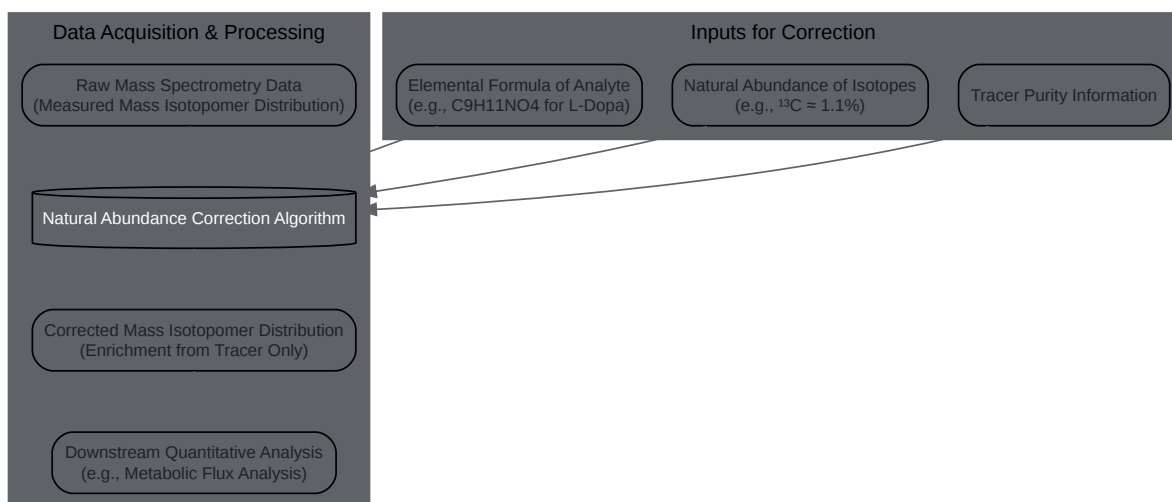 Data Acquisition & Processing
Raw Mass Spectrometry Data
(Measured Mass Isotopomer Distribution)
Natural Abundance Correction Algorithm
Corrected Mass Isotopomer Distribution
(Enrichment from Tracer Only)
Downstream Quantitative Analysis
(e.g., Metabolic Flux Analysis)
Inputs for Correction
Elemental Formula of Analyte
(e.g., C9H11NO4 for L-Dopa)
Natural Abundance of Isotopes
(e.g., ¹³C ≈ 1.1%)
Tracer Purity Information